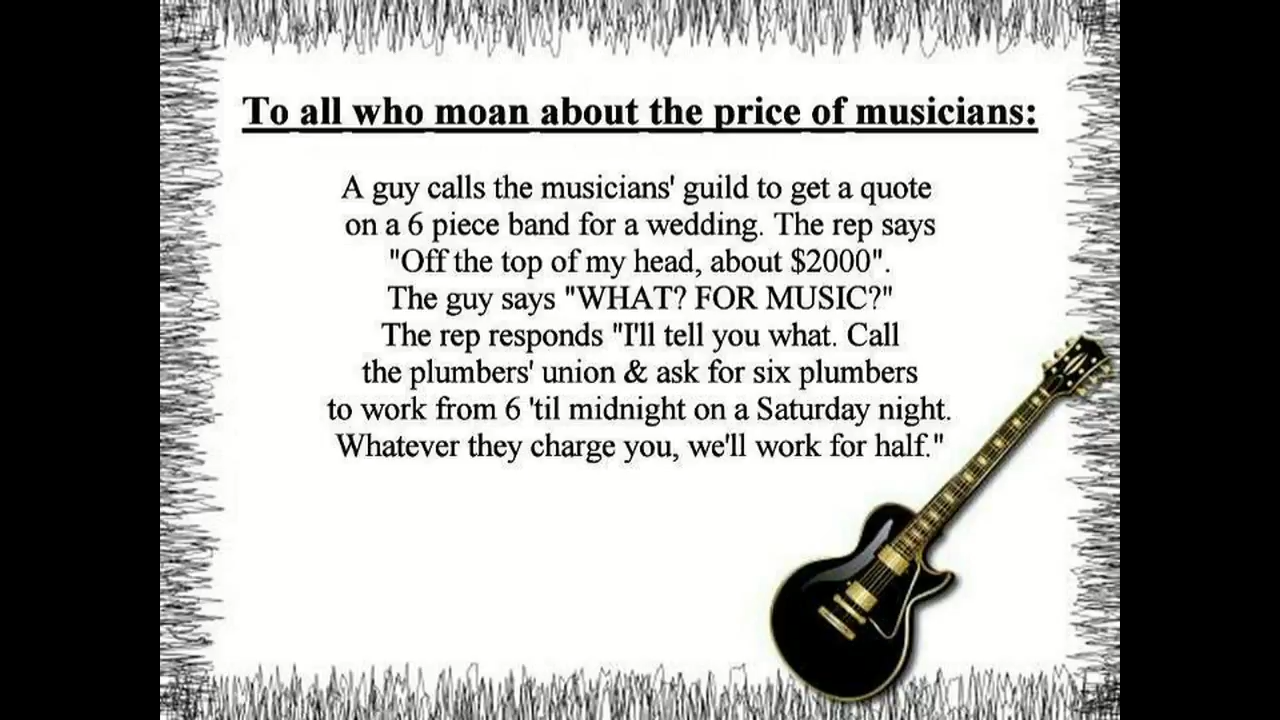 To all who moan about the price of musicians:
A guy calls the musicians' guild to get a quote
on a 6 piece band for a wedding. The rep says
"Off the top of my head, about $2000".
The guy says "WHAT? FOR MUSIC?"
The rep responds "I'll tell you what. Call
the plumbers' union & ask for six plumbers
to work from 6 'til midnight on a Saturday night.
Whatever they charge you, we'll work for half."